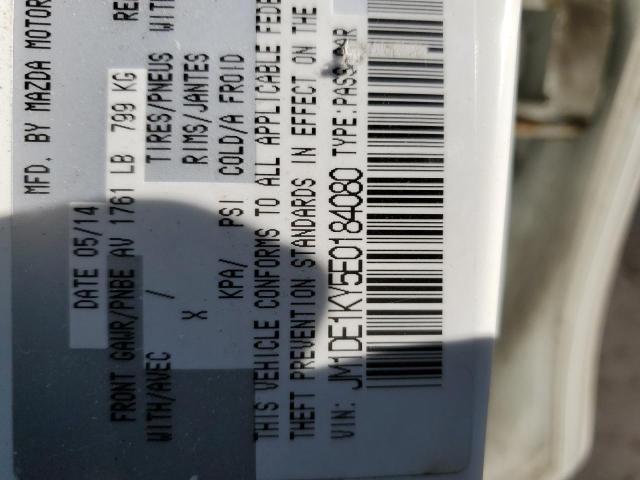 MFD. BY MAZDA MOTOR
DATE 05/14
FRONT GAWR/PNBE AV 1761 LB 799 KG
WITH/AVEC TIRES/PNEUS WITH
/ X RIMS/JANTES
KPA/ PSI COLD/A FROID
THIS VEHICLE CONFORMS TO ALL APPLICABLE FEDE
THEFT PREVENTION STANDARDS IN EFFECT ON THE
VIN: JM1DE1KY5E0184080 TYPE:PASS